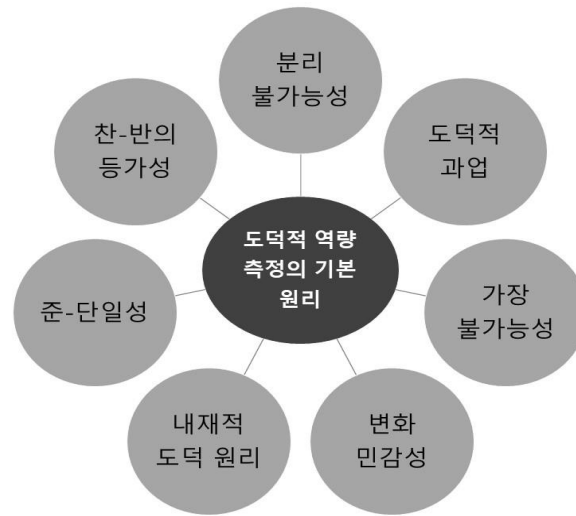 분리
불가능성
도덕적
과업
가장
불가능성
변화
민감성
내재적
도덕 원리
준-단일성
찬-반의
등가성
도덕적 역량
측정의 기본
원리